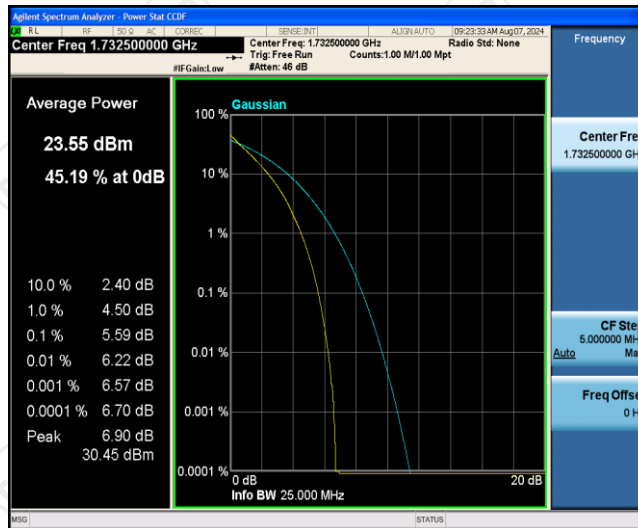 Agilent Spectrum Analyzer - Power Stat CCDF
RL RF 50 Ω AC CORREC SENSE:INT ALIGN AUTO 09:23:33 AM Aug 07, 2024
Center Freq 1.732500000 GHz
Center Freq: 1.732500000 GHz Radio Std: None
Trig: Free Run Counts:1.00 M/1.00 Mpt
#IFGain:Low #Atten: 46 dB
Frequency
Average Power
23.55 dBm
45.19 % at 0dB
10.0 % 2.40 dB
1.0 % 4.50 dB
0.1 % 5.59 dB
0.01 % 6.22 dB
0.001 % 6.57 dB
0.0001 % 6.70 dB
Peak 6.90 dB
30.45 dBm
Gaussian
100 %
10 %
1 %
0.1 %
0.01 %
0.001 %
0.0001 %
0 dB 20 dB
Info BW 25.000 MHz
Center Fre
1.732500000 GH
CF Ste
5.000000 MH
Auto Ma
Freq Offse
0 H
MSG STATUS